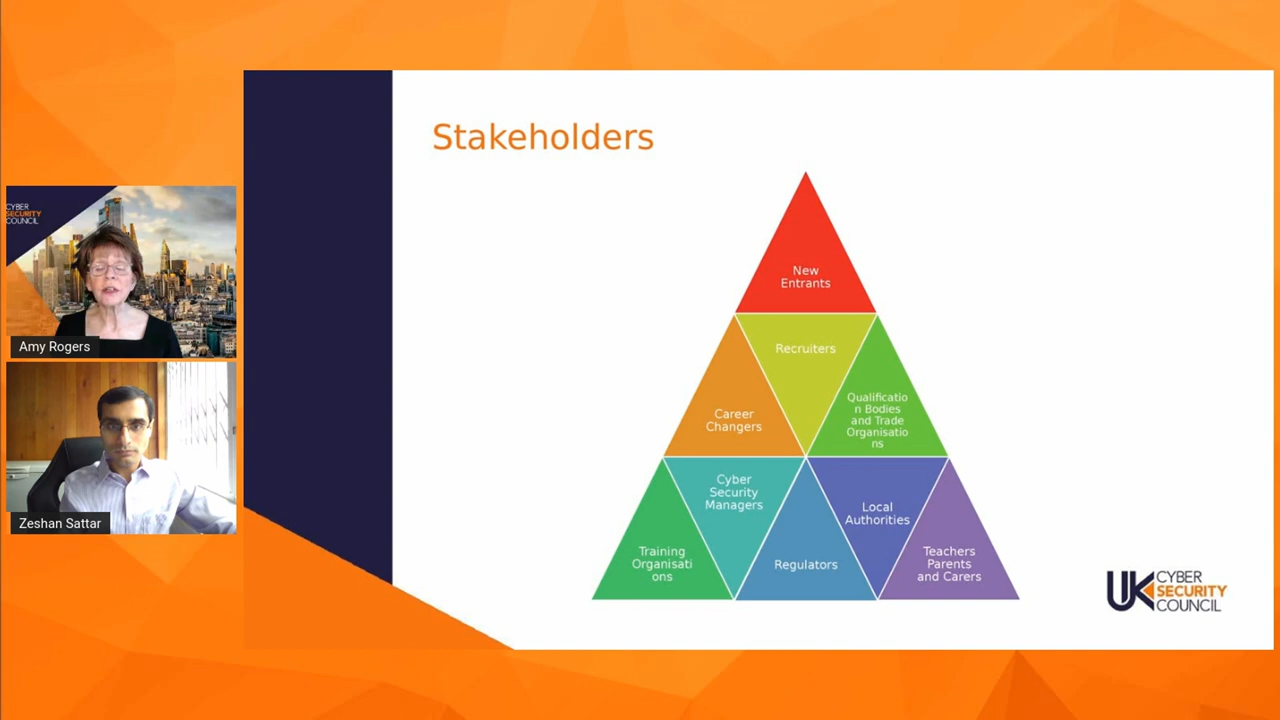 Stakeholders
New
Entrants
Recruiters
Career
Changers
Qualificatio
n Bodies
and Trade
Organisatio
ns
Cyber
Security
Managers
Local
Authorities
Training
Organisati
ons
Regulators
Teachers
Parents
and Carers
UK
CYBER
SECURITY
COUNCIL
CYBER
SECURITY
COUNCIL
Amy Rogers
Zeshan Sattar